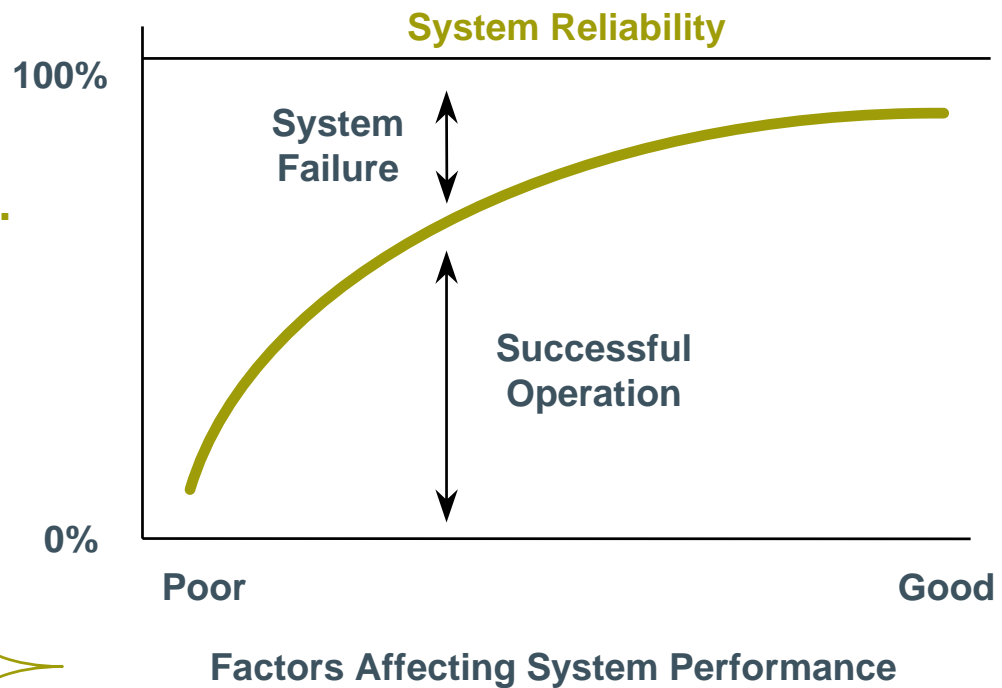 System Reliability
100%
System
Failure
.
Successful
Operation
0%
Poor
Good
Factors Affecting System Performance